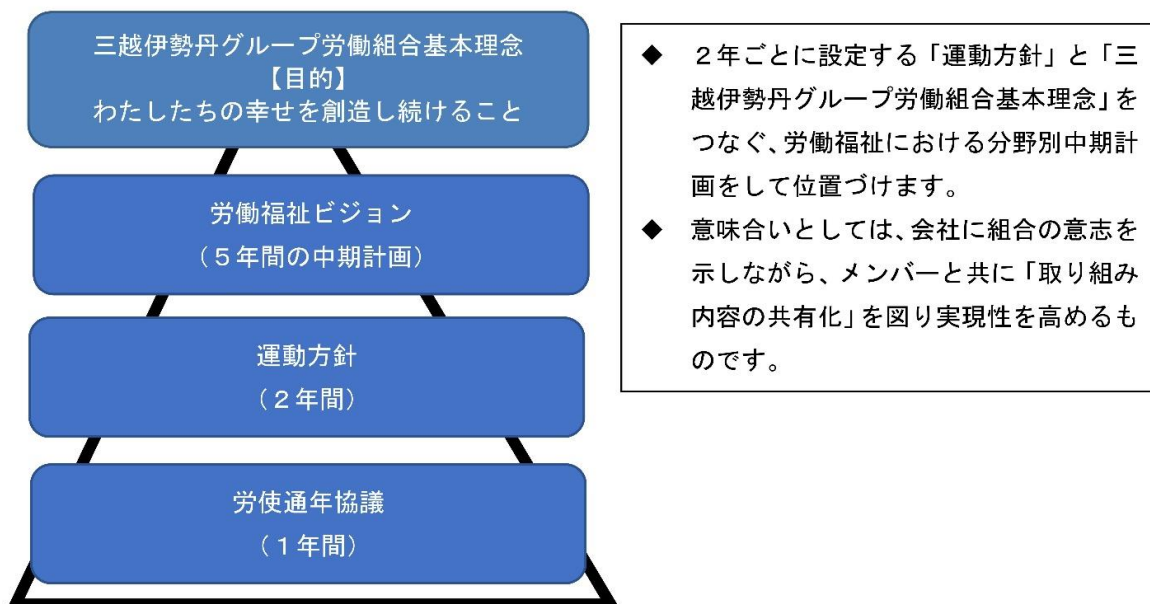 三越伊勢丹グループ労働組合基本理念
【目的】
わたしたちの幸せを創造し続けること
労働福祉ビジョン
（５年間の中期計画）
運動方針
（２年間）
労使通年協議
（１年間）
◆ ２年ごとに設定する「運動方針」と「三
越伊勢丹グループ労働組合基本理念」を
つなぐ、労働福祉における分野別中期計
画をして位置づけます。
◆ 意味合いとしては、会社に組合の意志を
示しながら、メンバーと共に「取り組み
内容の共有化」を図り実現性を高めるも
のです。